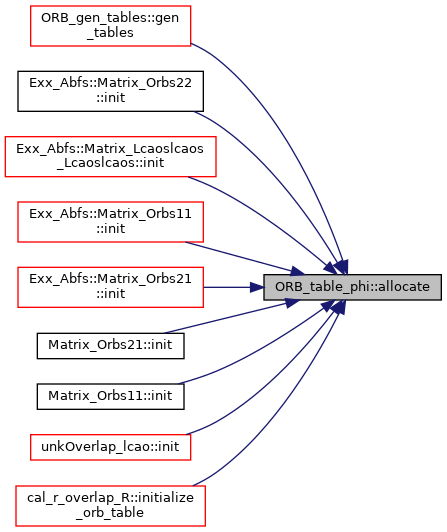 ORB_gen_tables::gen
_tables
Exx_Abfs::Matrix_Orbs22
::init
Exx_Abfs::Matrix_Lcaoslcaos
_Lcaoslcaos::init
Exx_Abfs::Matrix_Orbs11
::init
Exx_Abfs::Matrix_Orbs21
::init
ORB_table_phi::allocate
Matrix_Orbs21::init
Matrix_Orbs11::init
unkOverlap_lcao::init
cal_r_overlap_R::initialize
_orb_table